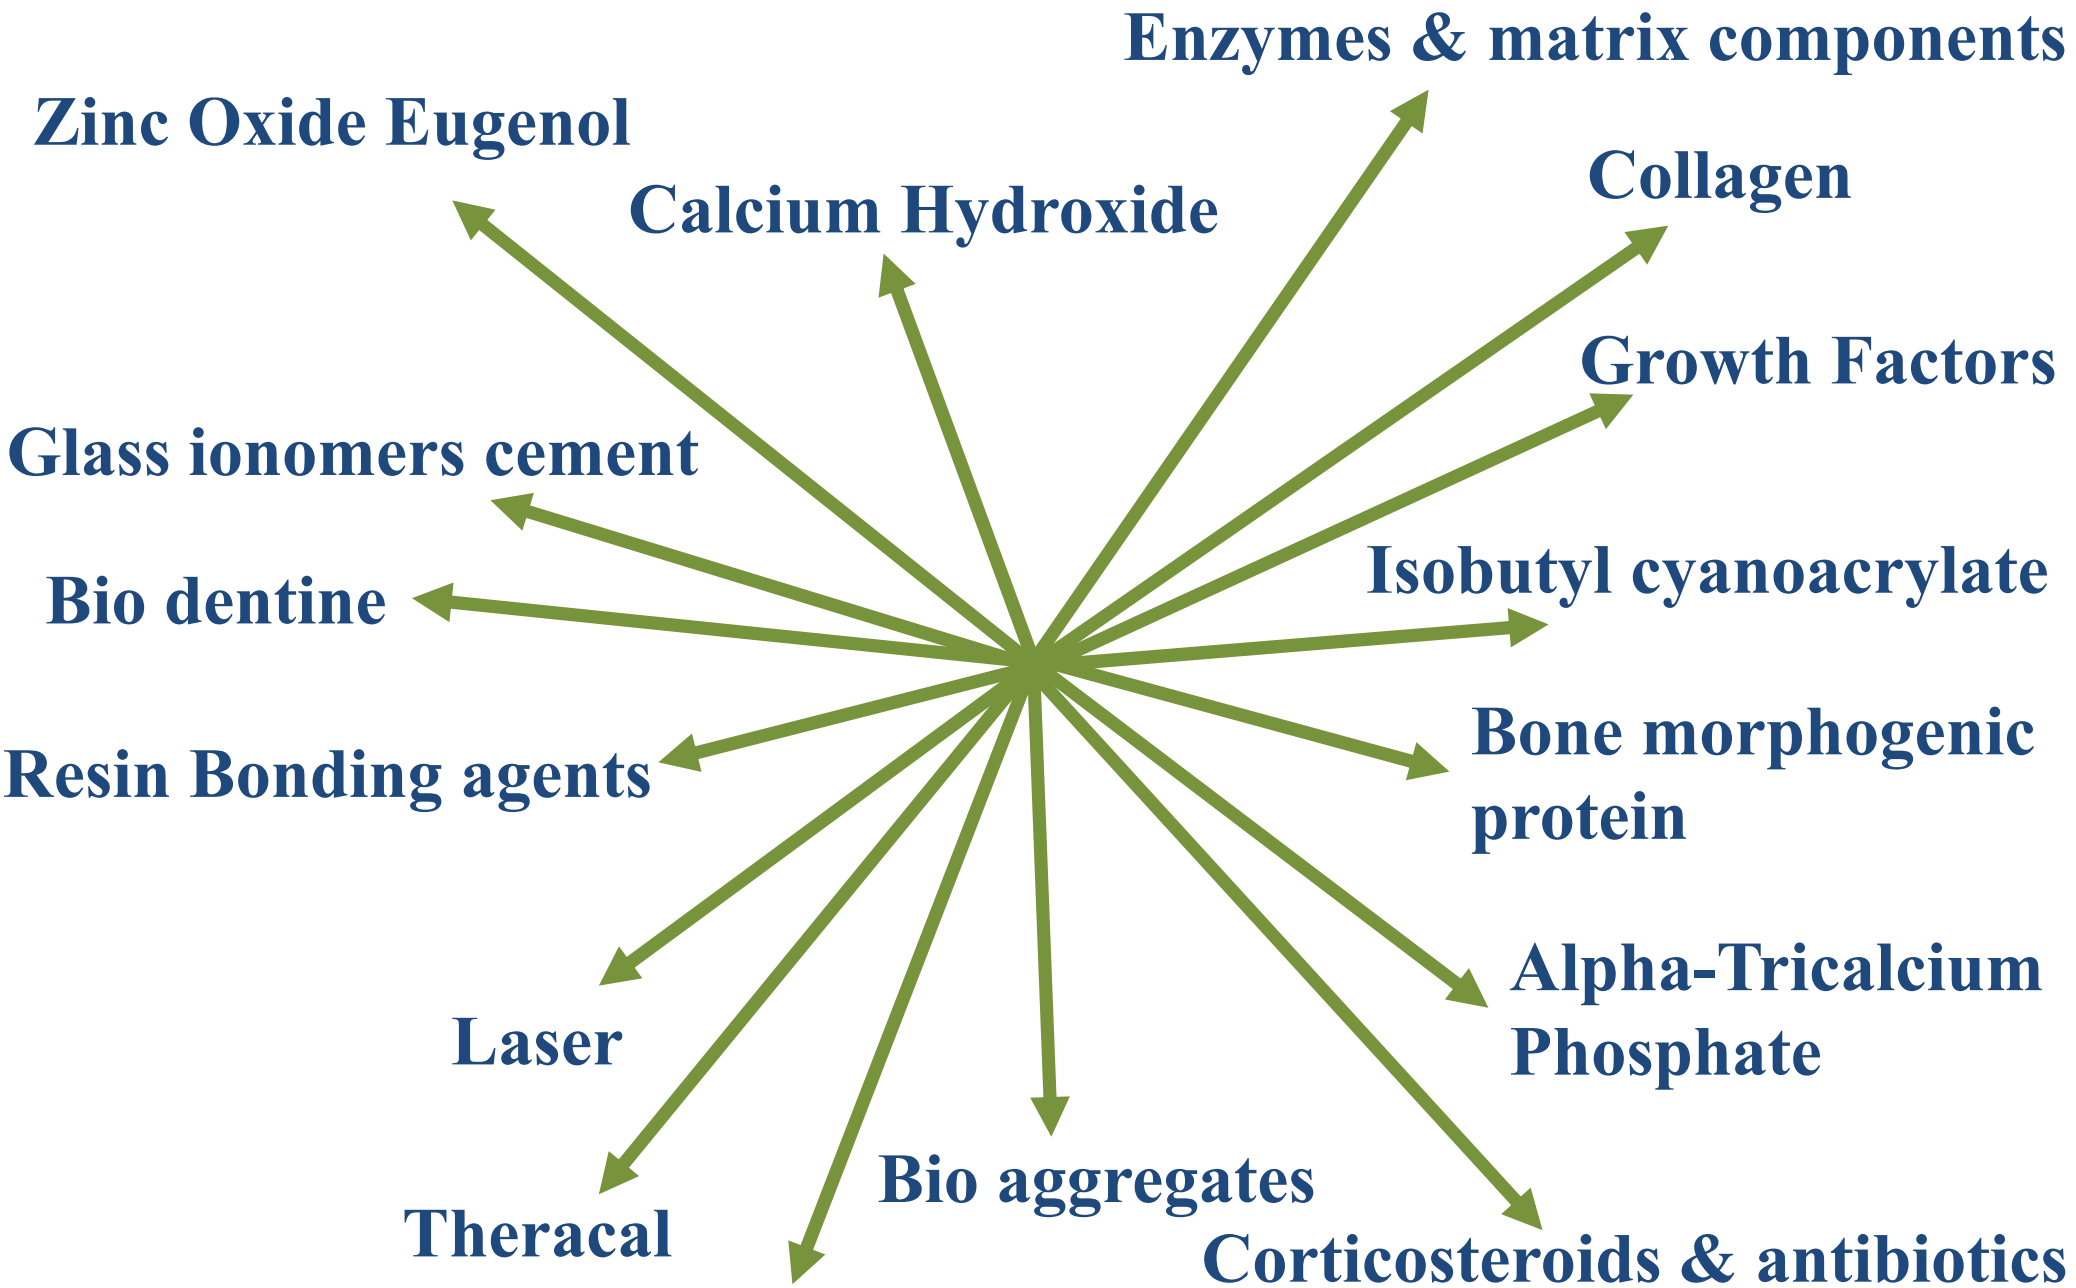 Enzymes & matrix components
Zinc Oxide Eugenol
Collagen
Calcium Hydroxide
Growth Factors
Glass ionomers cement
Isobutyl cyanoacrylate
Bio dentine
Bone morphogenic
protein
Resin Bonding agents
Alpha-Tricalcium
Phosphate
Laser
Bio aggregates
Theracal
Corticosteroids & antibiotics